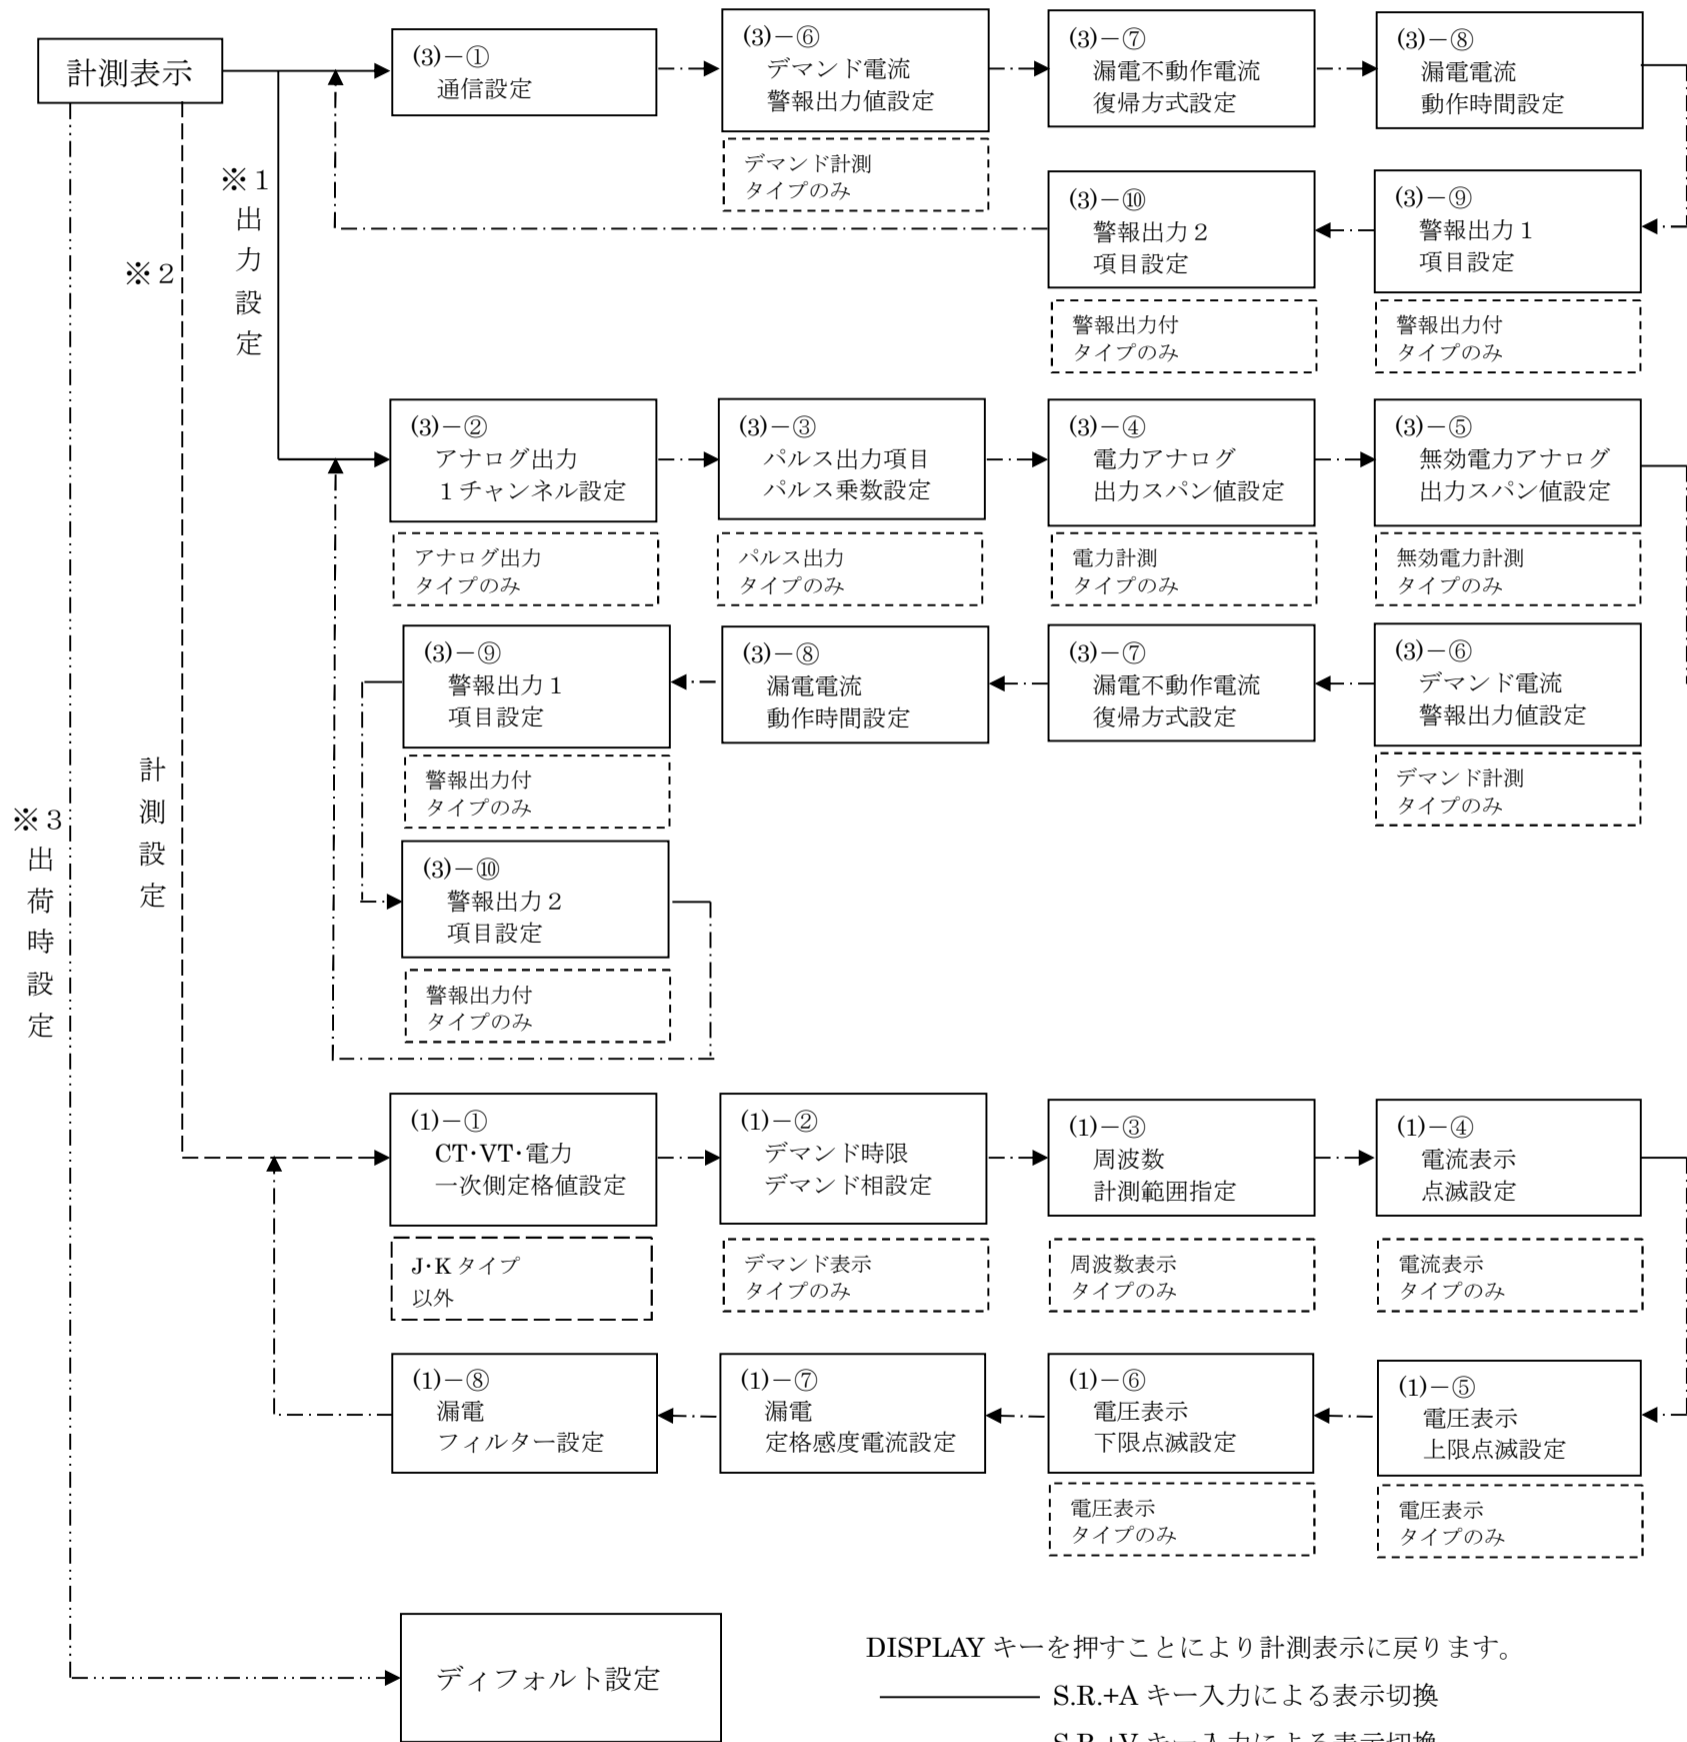 計測表示
(3)－①
通信設定
(3)－⑥
デマンド電流
警報出力値設定
デマンド計測
タイプのみ
(3)－⑦
漏電不動作電流
復帰方式設定
(3)－⑧
漏電電流
動作時間設定
(3)－⑩
警報出力２
項目設定
警報出力付
タイプのみ
(3)－⑨
警報出力１
項目設定
警報出力付
タイプのみ
※１
出力設定
※２
計測設定
※３
出荷時設定
(3)－②
アナログ出力
１チャンネル設定
アナログ出力
タイプのみ
(3)－③
パルス出力項目
パルス乗数設定
パルス出力
タイプのみ
(3)－④
電力アナログ
出力スパン値設定
電力計測
タイプのみ
(3)－⑤
無効電力アナログ
出力スパン値設定
無効電力計測
タイプのみ
(3)－⑨
警報出力１
項目設定
警報出力付
タイプのみ
(3)－⑧
漏電電流
動作時間設定
(3)－⑦
漏電不動作電流
復帰方式設定
(3)－⑥
デマンド電流
警報出力値設定
デマンド計測
タイプのみ
(3)－⑩
警報出力２
項目設定
警報出力付
タイプのみ
(1)－①
CT･VT･電力
一次側定格値設定
J･K タイプ
以外
(1)－②
デマンド時限
デマンド相設定
デマンド表示
タイプのみ
(1)－③
周波数
計測範囲指定
周波数表示
タイプのみ
(1)－④
電流表示
点滅設定
電流表示
タイプのみ
(1)－⑧
漏電
フィルター設定
(1)－⑦
漏電
定格感度電流設定
(1)－⑥
電圧表示
下限点滅設定
電圧表示
タイプのみ
(1)－⑤
電圧表示
上限点滅設定
電圧表示
タイプのみ
ディフォルト設定
DISPLAY キーを押すことにより計測表示に戻ります。
S.R.+A キー入力による表示切換
S.R.+V キー入力による表示切換